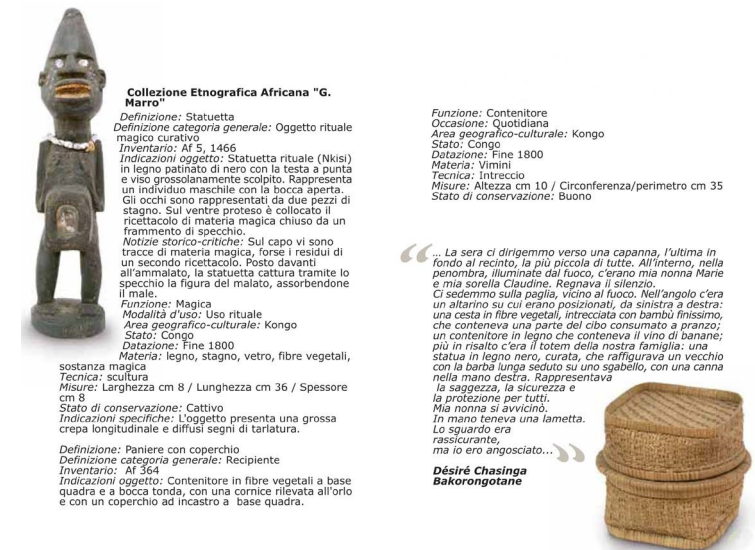 Collezione Etnografica Africana "G.
Marro"
Definizione: Statuetta
Definizione categoria generale: Oggetto rituale
magico curativo
Inventario: Af 5, 1466
Indicazioni oggetto: Statuetta rituale (Nkisi)
in legno patinato di nero con la testa a punta
e viso grossolanamente scolpito. Rappresenta
un individuo maschile con la bocca aperta.
Gli occhi sono rappresentati da due pezzi di
stagno. Sul ventre proteso è collocato il
ricettacolo di materia magica chiuso da un
frammento di specchio.
Notizie storico-critiche: Sul capo vi sono
tracce di materia magica, forse i residui di
un secondo ricettacolo. Posto davanti
all'ammalato, la statuetta cattura tramite lo
specchio la figura del malato, assorbendone
il male.
Funzione: Magica
Modalità d'uso: Uso rituale
Area geografico-culturale: Kongo
Stato: Congo
Datazione: Fine 1800
Materia: legno, stagno, vetro, fibre vegetali,
sostanza magica
Tecnica: scultura
Misure: Larghezza cm 8 / Lunghezza cm 36 / Spessore
cm 8
Stato di conservazione: Cattivo
Indicazioni specifiche: L'oggetto presenta una grossa
crepa longitudinale e diffusi segni di tarlatura.
Definizione: Paniere con coperchio
Definizione categoria generale: Recipiente
Inventario: Af 364
Indicazioni oggetto: Contenitore in fibre vegetali a base
quadra e a bocca tonda, con una cornice rilevata all'orlo
e con un coperchio ad incastro a base quadra.
Funzione: Contenitore
Occasione: Quotidiana
Area geografico-culturale: Kongo
Stato: Congo
Datazione: Fine 1800
Materia: Vimini
Tecnica: Intreccio
Misure: Altezza cm 10 / Circonferenza/perimetro cm 35
Stato di conservazione: Buono
“ … La sera ci dirigemmo verso una capanna, l'ultima in
fondo al recinto, la più piccola di tutte. All'interno, nella
penombra, illuminate dal fuoco, c'erano mia nonna Marie
e mia sorella Claudine. Regnava il silenzio.
Ci sedemmo sulla paglia, vicino al fuoco. Nell'angolo c'era
un altarino su cui erano posizionati, da sinistra a destra:
una cesta in fibre vegetali, intrecciata con bambù finissimo,
che conteneva una parte del cibo consumato a pranzo;
un contenitore in legno che conteneva il vino di banane;
più in risalto c'era il totem della nostra famiglia: una
statua in legno nero, curata, che raffigurava un vecchio
con la barba lunga seduto su uno sgabello, con una canna
nella mano destra. Rappresentava
la saggezza, la sicurezza e
la protezione per tutti.
Mia nonna si avvicinò.
In mano teneva una lametta.
Lo sguardo era
rassicurante,
ma io ero angosciato... ”
Désiré Chasinga
Bakorongotane